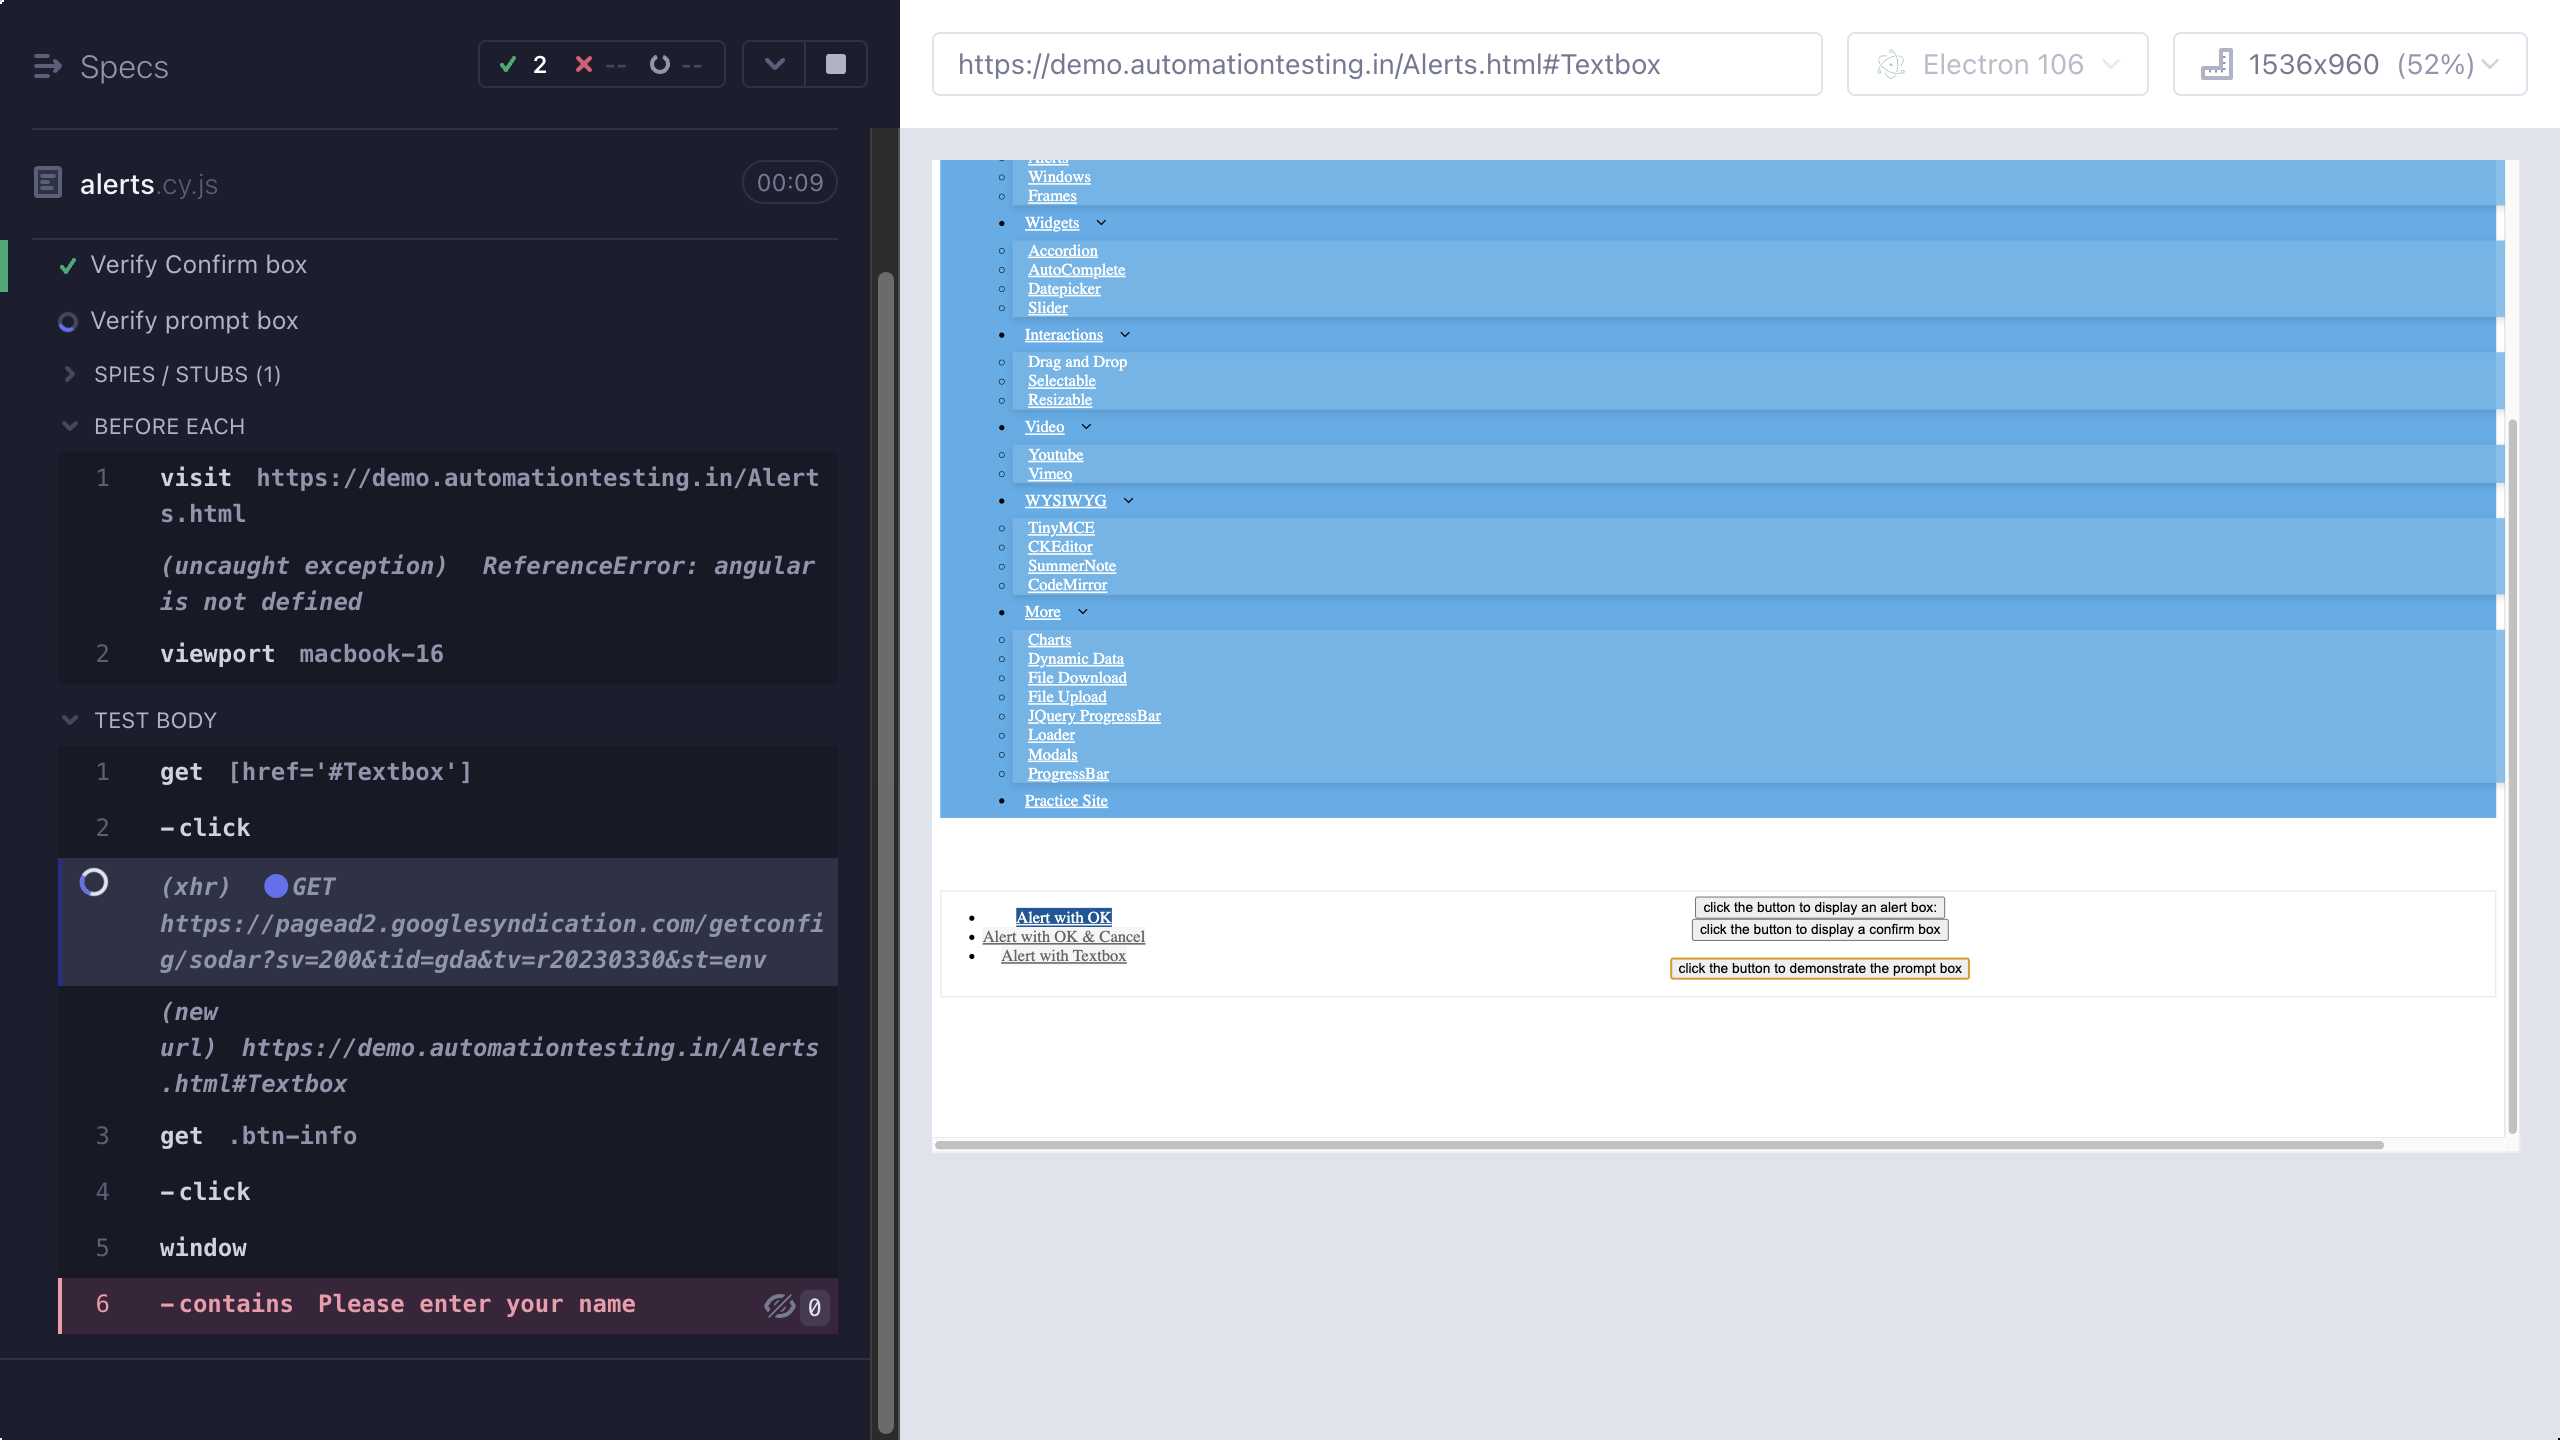 Specs
2 -- --
alerts.cy.js
00:09
Verify Confirm box
Verify prompt box
SPIES / STUBS (1)
BEFORE EACH
1 visit https://demo.automationtesting.in/Alert
s.html
(uncaught exception) ReferenceError: angular
is not defined
2 viewport macbook-16
TEST BODY
1 get [href='#Textbox']
2 -click
(xhr) GET
https://pagead2.googlesyndication.com/getconfi
g/sodar?sv=200&tid=gda&tv=r20230330&st=env
(new
url) https://demo.automationtesting.in/Alerts
.html#Textbox
3 get .btn-info
4 -click
5 window
6 -contains Please enter your name 0
https://demo.automationtesting.in/Alerts.html#Textbox
Electron 106
1536x960 (52%)
Alerts
Windows
Frames
Widgets
Accordion
AutoComplete
Datepicker
Slider
Interactions
Drag and Drop
Selectable
Resizable
Video
Youtube
Vimeo
WYSIWYG
TinyMCE
CKEditor
SummerNote
CodeMirror
More
Charts
Dynamic Data
File Download
File Upload
JQuery ProgressBar
Loader
Modals
ProgressBar
Practice Site
Alert with OK
Alert with OK & Cancel
Alert with Textbox
click the button to display an alert box:
click the button to display a confirm box
click the button to demonstrate the prompt box